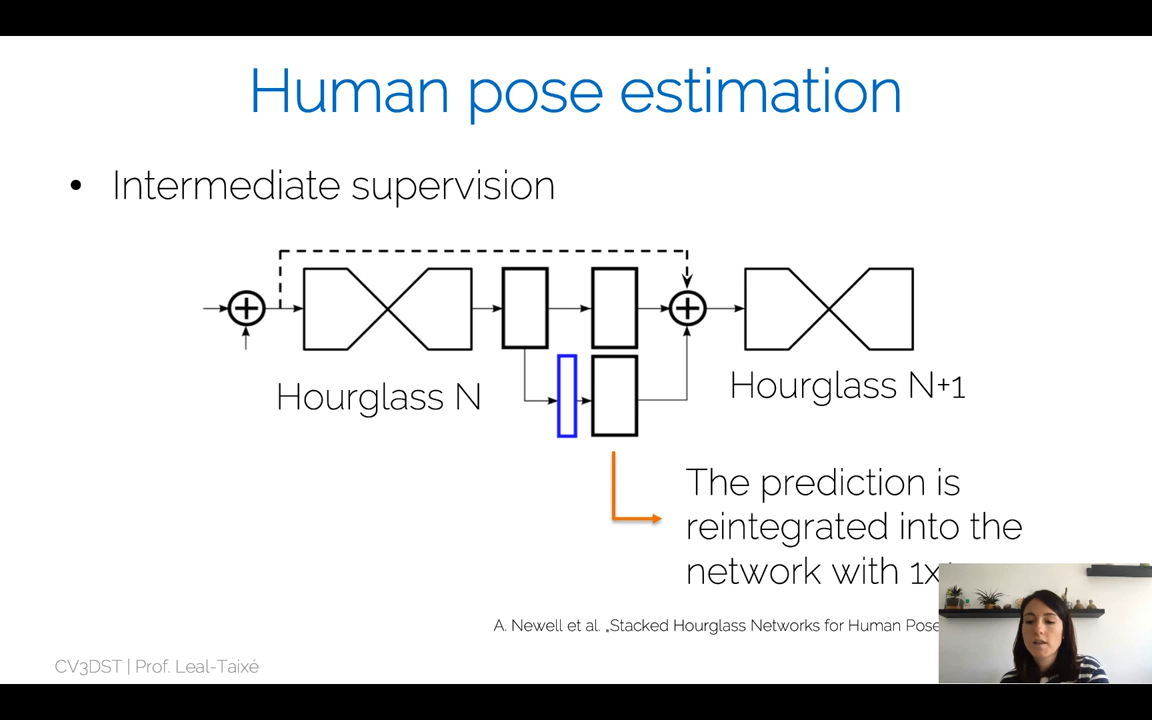 Human pose estimation
• Intermediate supervision
Hourglass N
Hourglass N+1
The prediction is
reintegrated into the
network with
A. Newell et al. „Stacked Hourglass Networks for Human Pose
CV3DST | Prof. Leal-Taixé